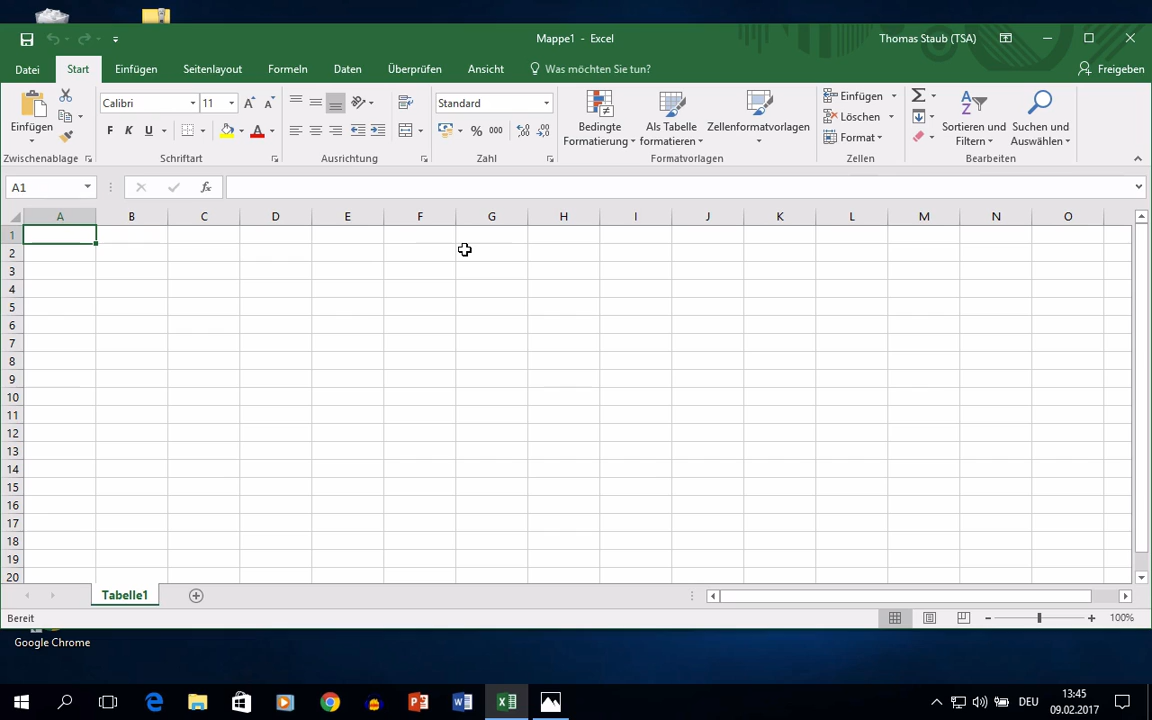 Mappe1 - Excel
Thomas Staub (TSA)
Datei Start Einfügen Seitenlayout Formeln Daten Überprüfen Ansicht Was möchten Sie tun? Freigeben
Einfügen
Calibri 11
F K U A
Standard
% 000
Bedingte Formatierung
Als Tabelle formatieren
Zellenformatvorlagen
Einfügen
Löschen
Format
Sortieren und Filtern
Suchen und Auswählen
Zwischenablage Schriftart Ausrichtung Zahl Formatvorlagen Zellen Bearbeiten
A1 fx
A B C D E F G H I J K L M N O
1
2
3
4
5
6
7
8
9
10
11
12
13
14
15
16
17
18
19
20
Tabelle1
Bereit 100%
Google Chrome
DEU
13:45
09.02.2017